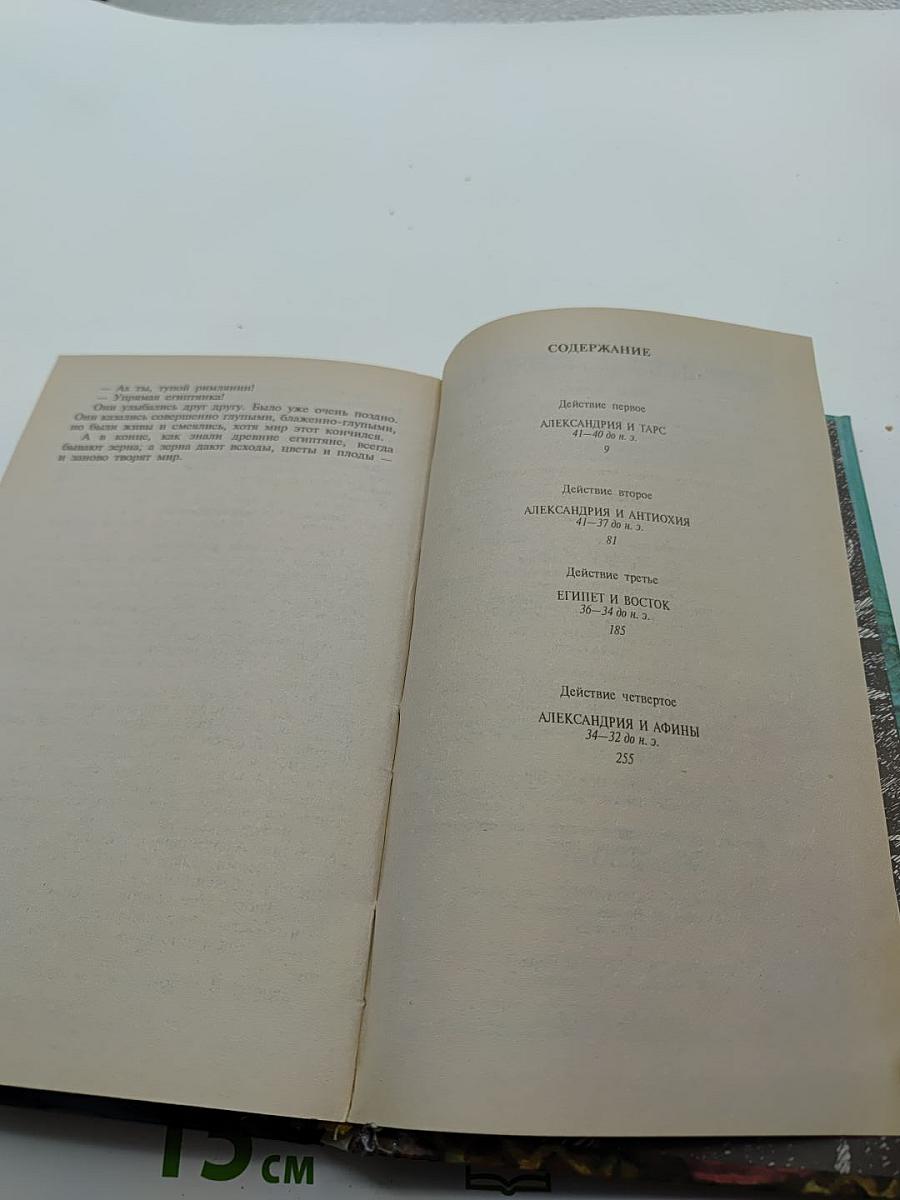 — Ах ты, тупой римлянин!
— Упрямая египтянка!
Они улыбались друг другу. Было уже очень поздно.
Они казались совершенно глупыми, блаженно-глупыми,
но были живы и смеялись, хотя мир этот кончился.
А в конце, как знали древние египтяне, всегда
бывают зерна, а зерна дают всходы, цветы и плоды —
и заново творят мир.
СОДЕРЖАНИЕ
Действие первое
АЛЕКСАНДРИЯ И ТАРС
41—40 до н. э.
9
Действие второе
АЛЕКСАНДРИЯ И АНТИОХИЯ
41—37 до н. э.
81
Действие третье
ЕГИПЕТ И ВОСТОК
36—34 до н. э.
185
Действие четвертое
АЛЕКСАНДРИЯ И АФИНЫ
34—32 до н. э.
255
15 см